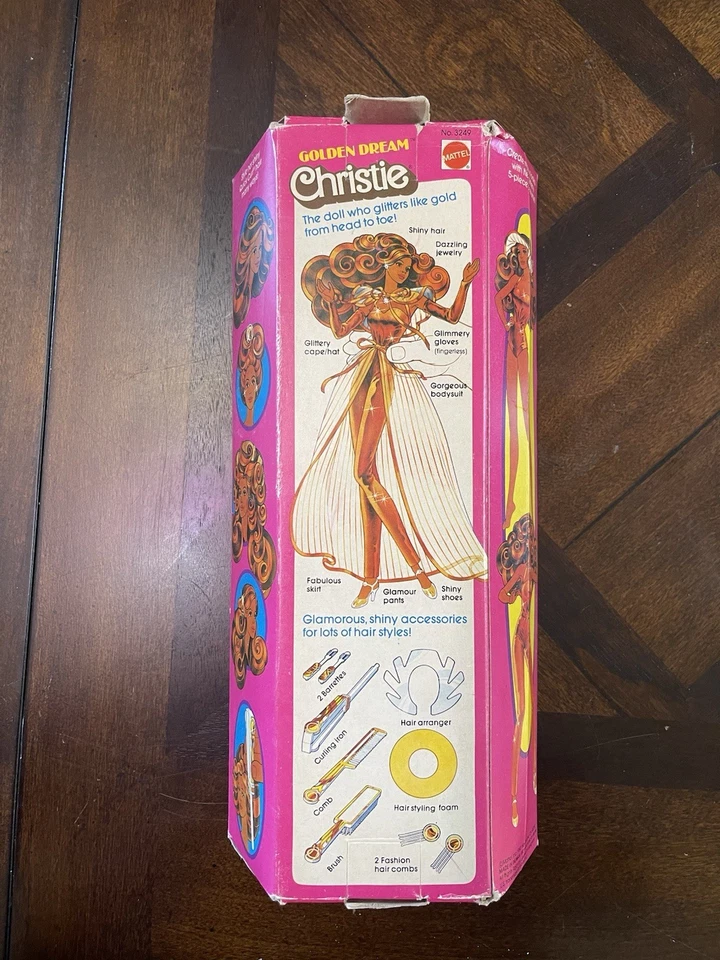 No. 3249
GOLDEN DREAM
MATTEL
Christie
The doll who glitters like gold
from head to toe!
Shiny hair
Dazzling
jewelry
Glittery
cape/hat
Glimmery
gloves
(fingerless)
Gorgeous
bodysuit
Fabulous
skirt
Glamour
pants
Shiny
shoes
Glamorous, shiny accessories
for lots of hair styles!
2 Barrettes
Hair arranger
Curling Iron
Comb
Hair styling foam
Brush
2 Fashion
hair combs
5-piece